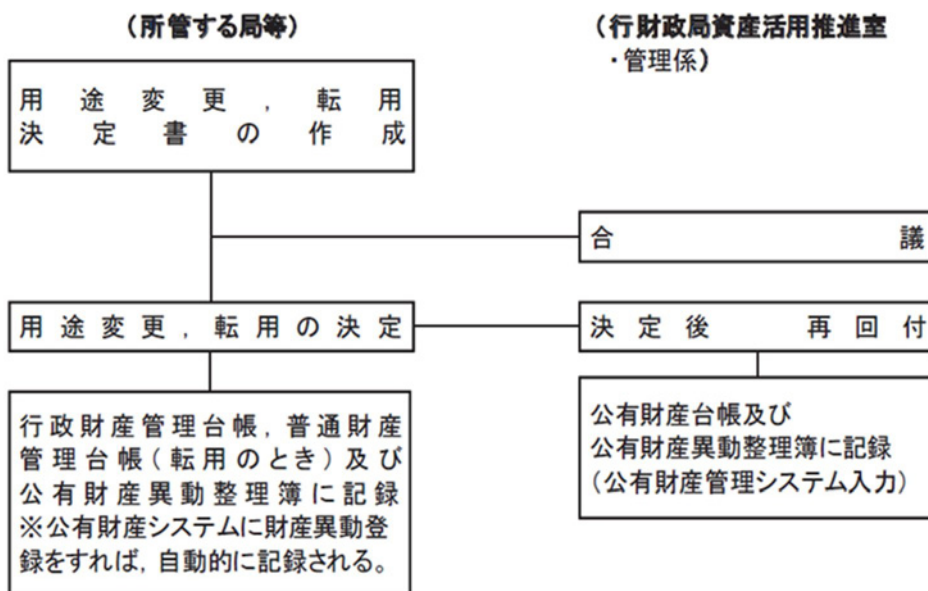 （所管する局等）
（行財政局資産活用推進室
・管理係）
用途変更，転用
決定書の作成
合議
用途変更，転用の決定
決定後　再回付
行政財産管理台帳，普通財産
管理台帳（転用のとき）及び
公有財産異動整理簿に記録
※公有財産システムに財産異動登
録をすれば，自動的に記録される。
公有財産台帳及び
公有財産異動整理簿に記録
（公有財産管理システム入力）